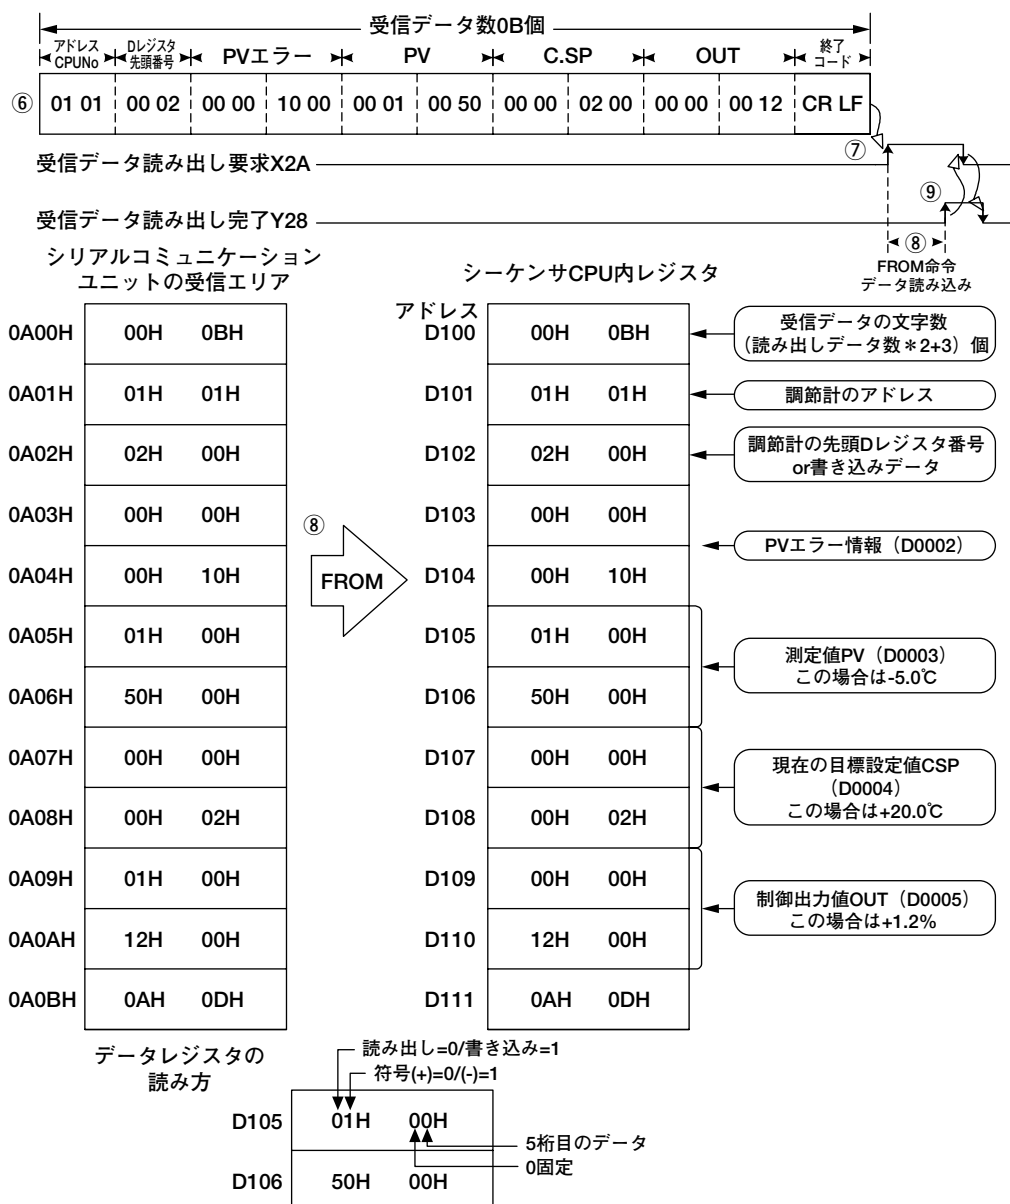 受信データ数0B個
アドレス
CPUNo
Dレジスタ
先頭番号
PVエラー
PV
C.SP
OUT
終了
コード
⑥ 01 01 00 02 00 00 10 00 00 01 00 50 00 00 02 00 00 00 00 12 CR LF
受信データ読み出し要求X2A
⑦
受信データ読み出し完了Y28
⑨
⑧
FROM命令
データ読み込み
シリアルコミュニケーション
ユニットの受信エリア
0A00H 00H 0BH
0A01H 01H 01H
0A02H 02H 00H
0A03H 00H 00H
0A04H 00H 10H
0A05H 01H 00H
0A06H 50H 00H
0A07H 00H 00H
0A08H 00H 02H
0A09H 01H 00H
0A0AH 12H 00H
0A0BH 0AH 0DH
⑧
FROM
シーケンサCPU内レジスタ
アドレス
D100 00H 0BH
D101 01H 01H
D102 02H 00H
D103 00H 00H
D104 00H 10H
D105 01H 00H
D106 50H 00H
D107 00H 00H
D108 00H 02H
D109 00H 00H
D110 12H 00H
D111 0AH 0DH
受信データの文字数
(読み出しデータ数＊2+3)個
調節計のアドレス
調節計の先頭Dレジスタ番号
or書き込みデータ
PVエラー情報（D0002）
測定値PV（D0003）
この場合は-5.0℃
現在の目標設定値CSP
（D0004）
この場合は+20.0℃
制御出力値OUT（D0005）
この場合は+1.2%
データレジスタの
読み方
読み出し=0/書き込み=1
符号(+)=0/(-)=1
D105 01H 00H
5桁目のデータ
0固定
D106 50H 00H